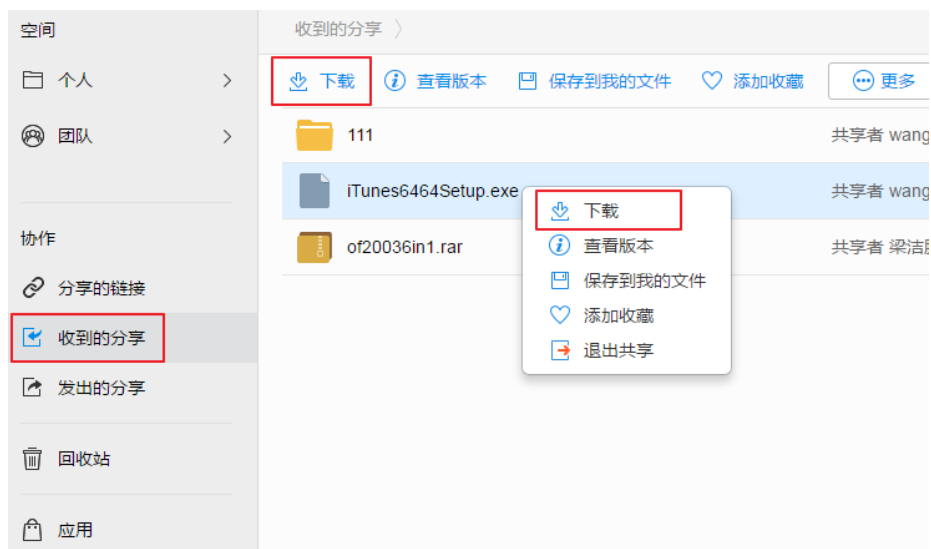 空间
个人
团队
协作
分享的链接
收到的分享
发出的分享
回收站
应用
收到的分享
下载 查看版本 保存到我的文件 添加收藏 更多
111 共享者 wang
iTunes6464Setup.exe 共享者 wang
of20036in1.rar 共享者 梁洁
下载
查看版本
保存到我的文件
添加收藏
退出共享